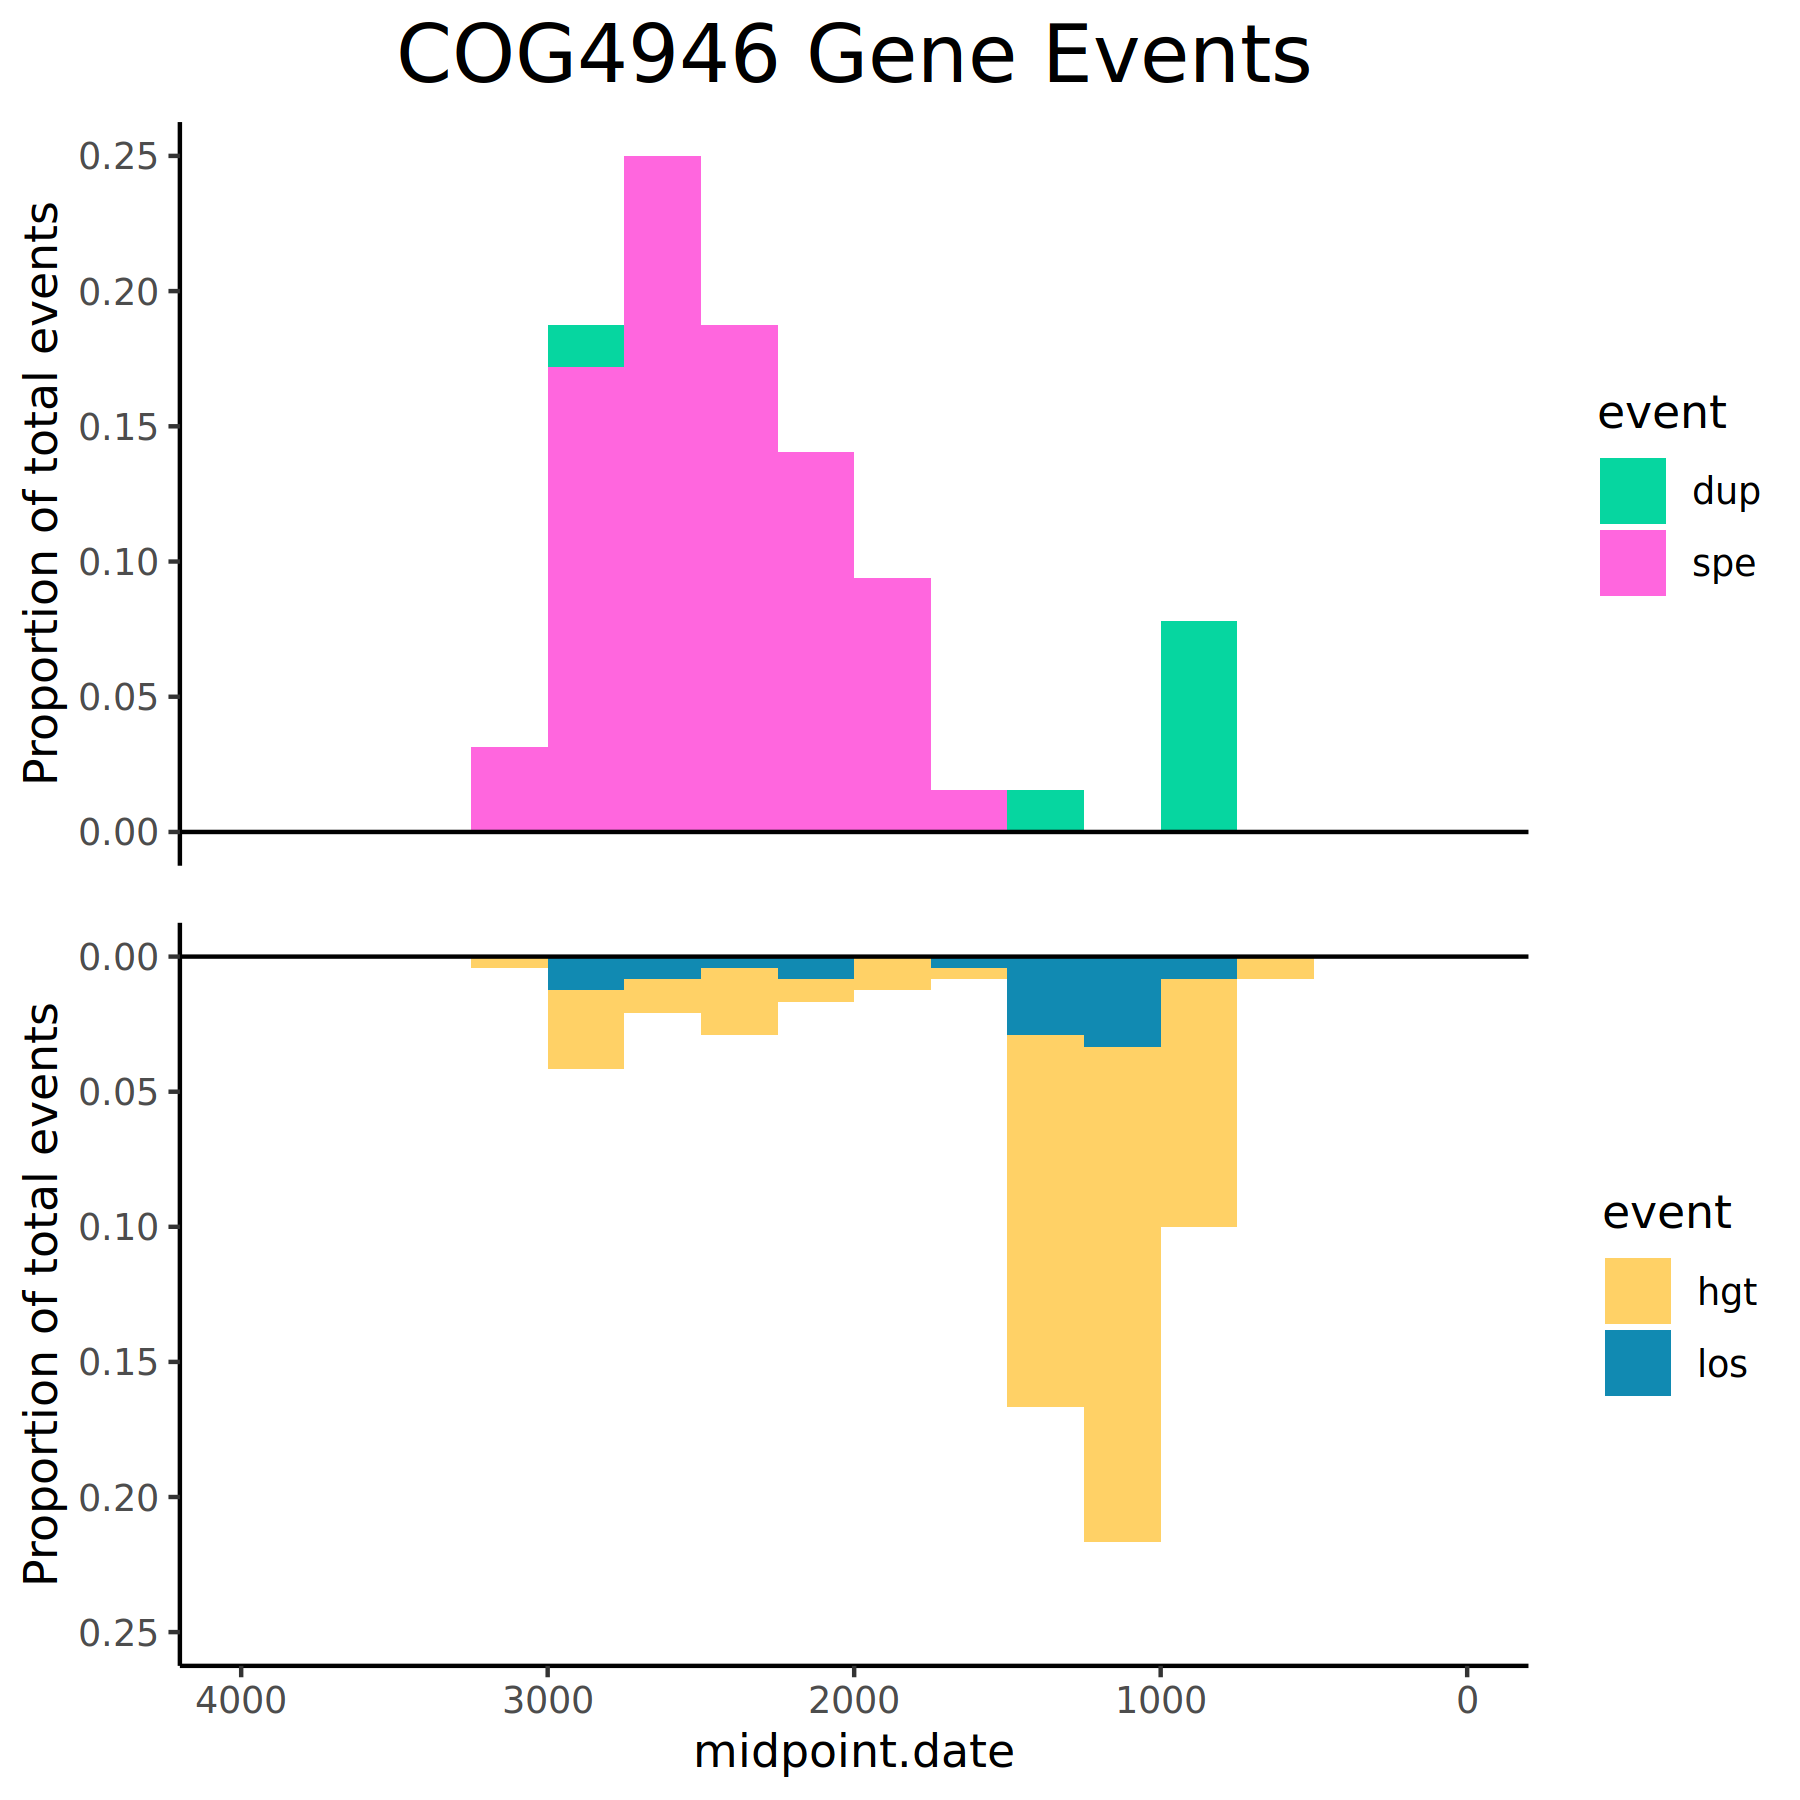 COG4946 Gene Events
Proportion of total events
0.25
0.20
0.15
0.10
0.05
0.00
event
dup
spe
Proportion of total events
0.00
0.05
0.10
0.15
0.20
0.25
event
hgt
los
4000 3000 2000 1000 0
midpoint.date